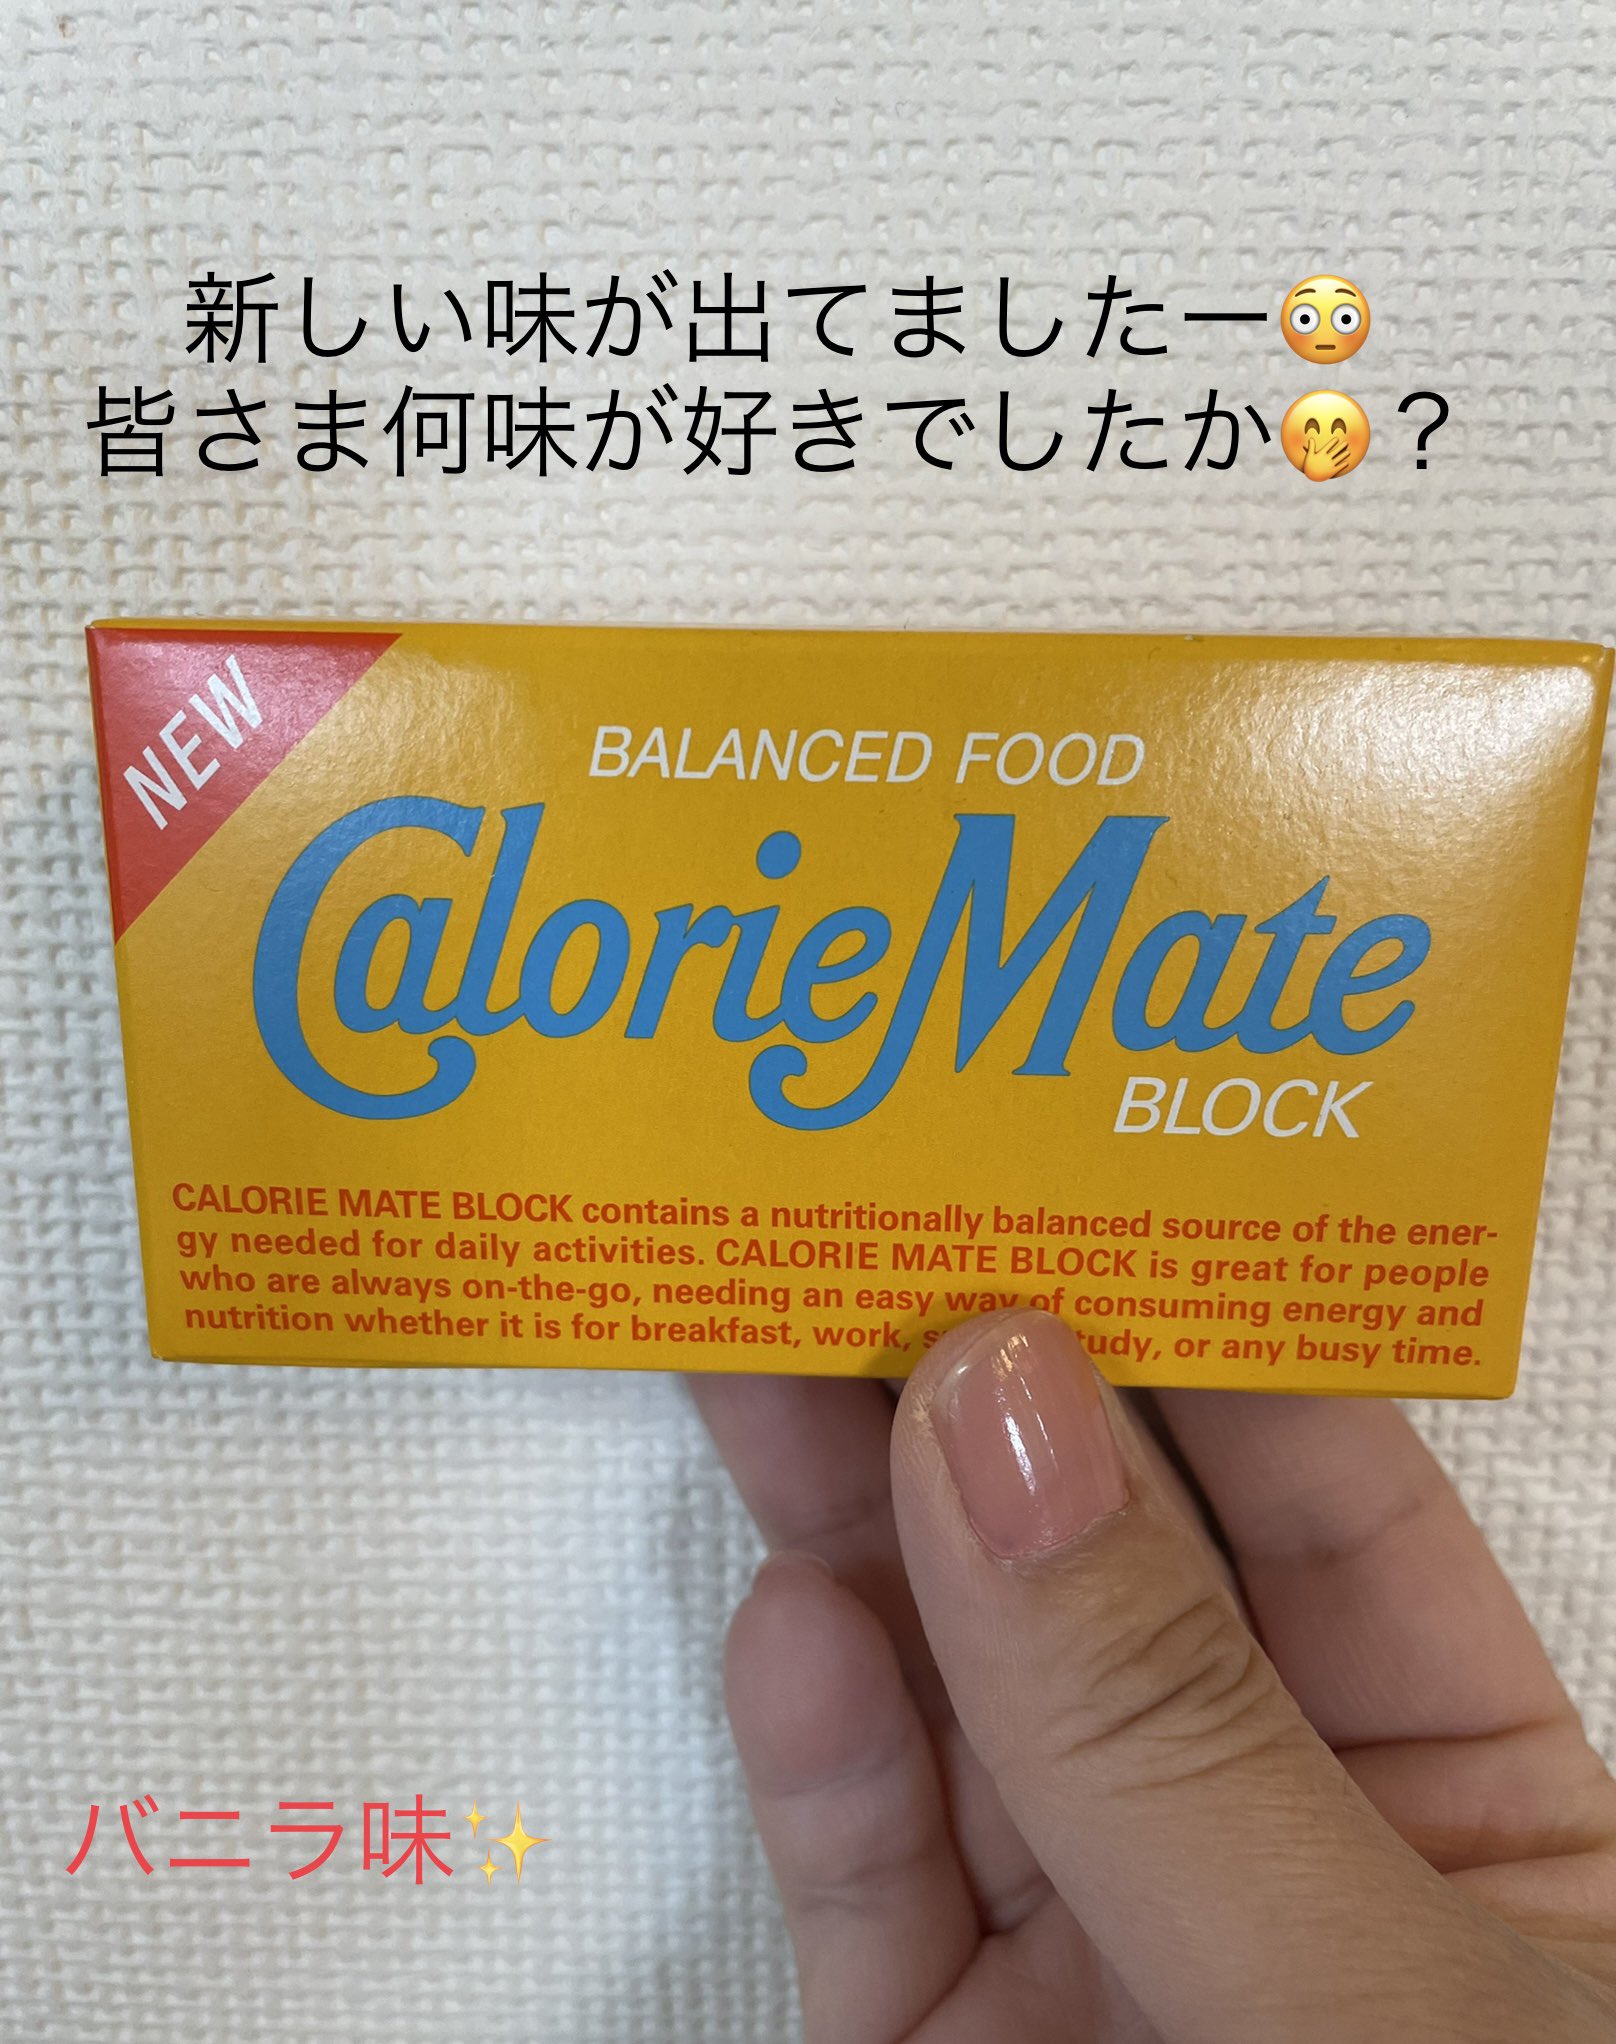 新しい味が出てましたー😳
皆さま何味が好きでしたか🤭？
NEW
BALANCED FOOD
CalorieMate
BLOCK
CALORIE MATE BLOCK contains a nutritionally balanced source of the ener-
gy needed for daily activities. CALORIE MATE BLOCK is great for people
who are always on-the-go, needing an easy way of consuming energy and
nutrition whether it is for breakfast, work, or any busy time.
バニラ味✨